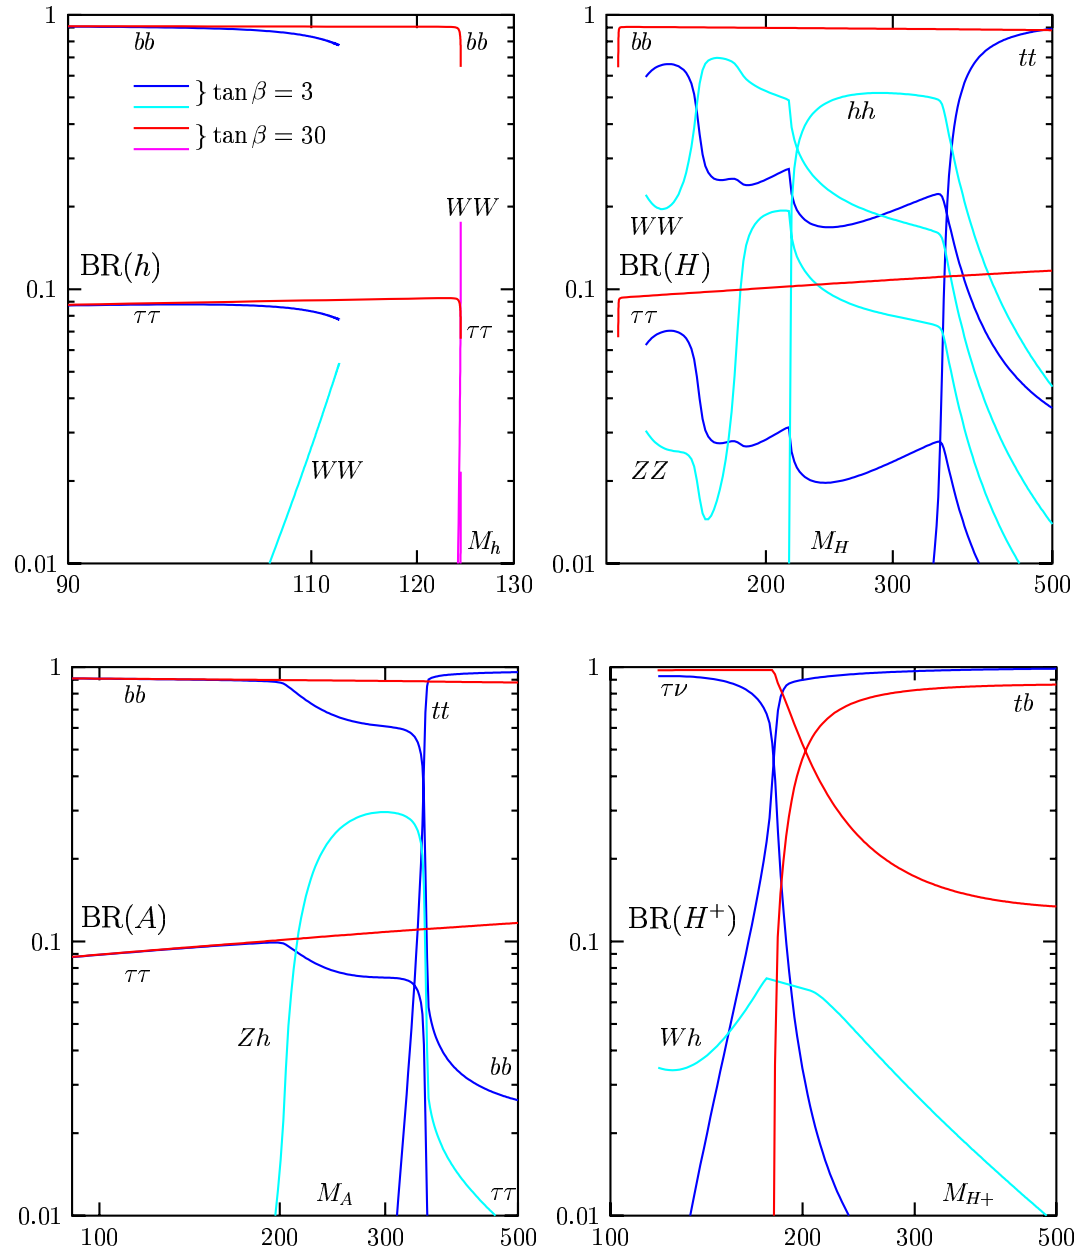 1
bb
bb
} tan β = 3
} tan β = 30
WW
BR(h)
0.1
ττ
ττ
WW
M_h
0.01
90
110
120
130
1
bb
tt
hh
WW
BR(H)
0.1
ττ
ZZ
M_H
0.01
200
300
500
1
bb
tt
BR(A)
0.1
ττ
Zh
bb
M_A
ττ
0.01
100
200
300
500
1
τν
tb
BR(H⁺)
0.1
Wh
M_{H+}
0.01
100
200
300
500